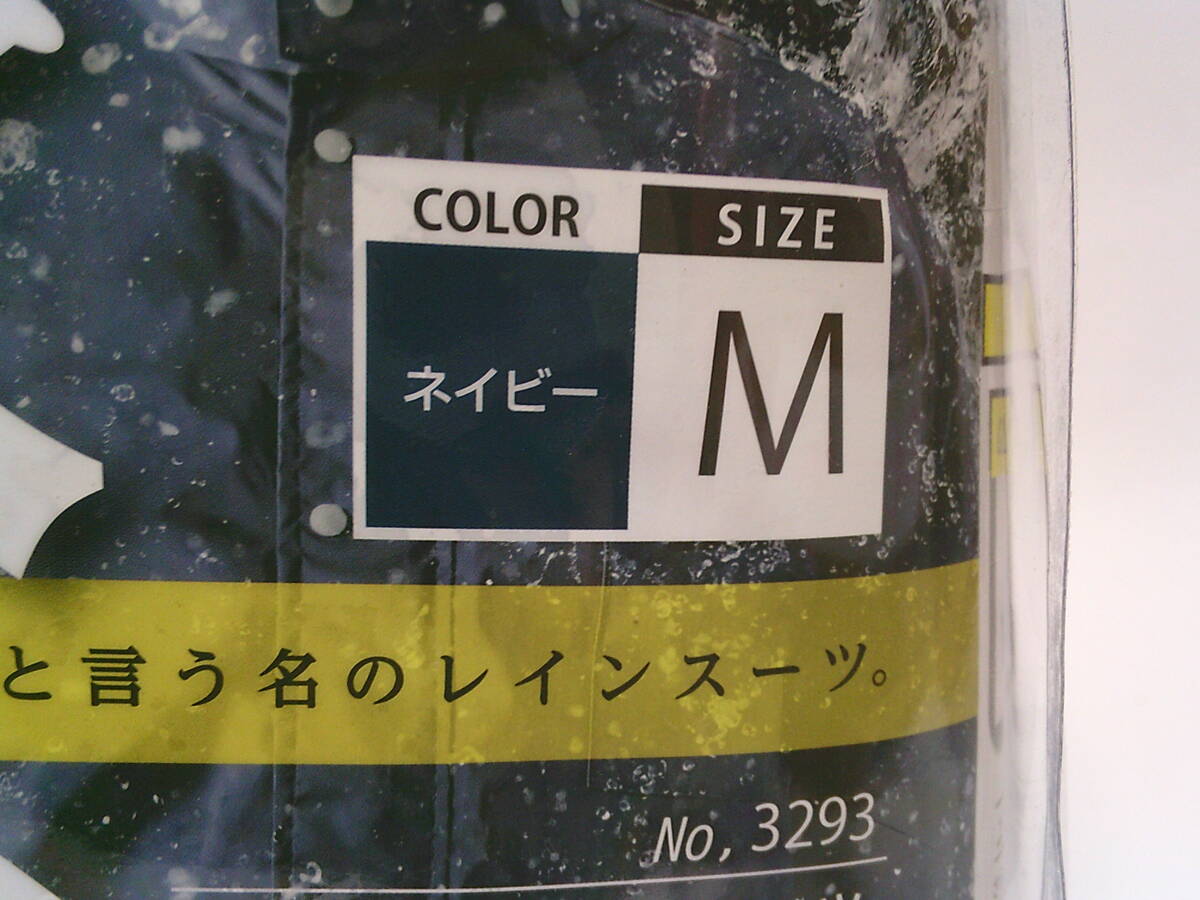 COLOR
SIZE
ネイビー
M
と言う名のレインスーツ。
No, 3293